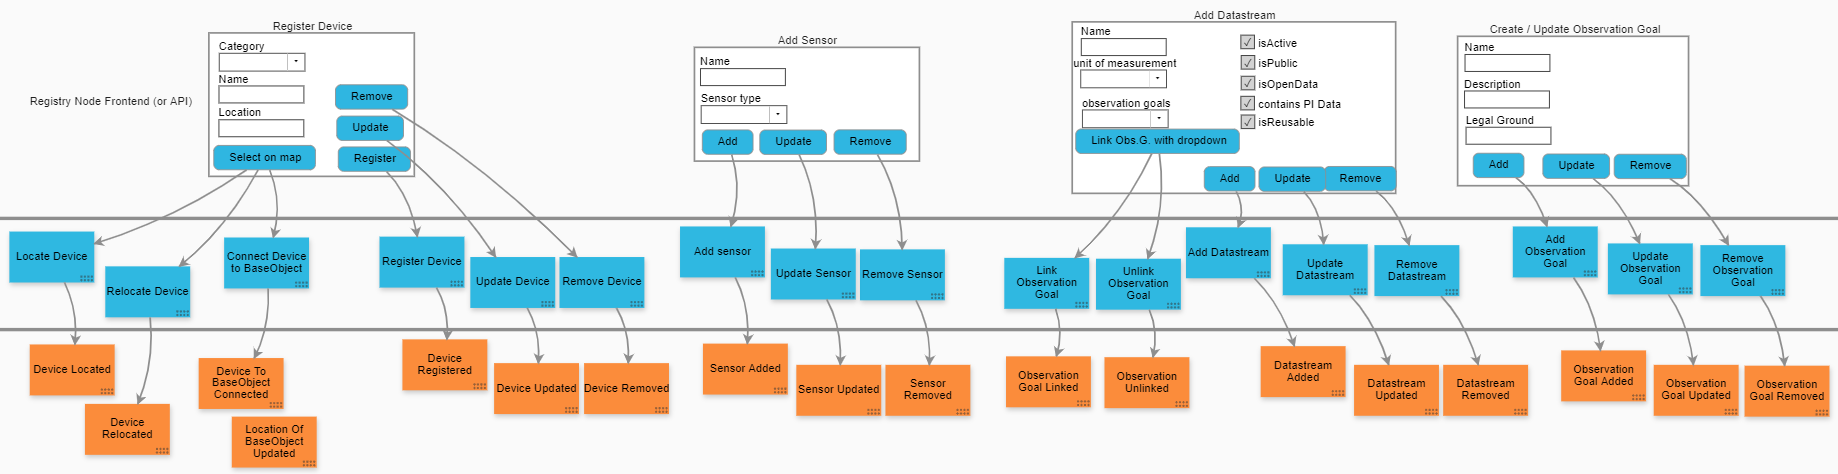 Registry Node Frontend (or API)
Register Device
Category
Name
Location
Select on map
Remove
Update
Register
Add Sensor
Name
Sensor type
Add
Update
Remove
Add Datastream
Name
unit of measurement
observation goals
Link Obs.G. with dropdown
isActive
isPublic
isOpenData
contains PI Data
isReusable
Add
Update
Remove
Create / Update Observation Goal
Name
Description
Legal Ground
Add
Update
Remove
Locate Device
Relocate Device
Connect Device
to BaseObject
Register Device
Update Device
Remove Device
Add sensor
Update Sensor
Remove Sensor
Link
Observation
Goal
Unlink
Observation
Goal
Add Datastream
Update
Datastream
Remove
Datastream
Add
Observation
Goal
Update
Observation
Goal
Remove
Observation
Goal
Device Located
Device
Relocated
Device To
BaseObject
Connected
Location Of
BaseObject
Updated
Device
Registered
Device Updated
Device Removed
Sensor Added
Sensor Updated
Sensor
Removed
Observation
Goal Linked
Observation
Unlinked
Datastream
Added
Datastream
Updated
Datastream
Removed
Observation
Goal Added
Observation
Goal Updated
Observation
Goal Removed